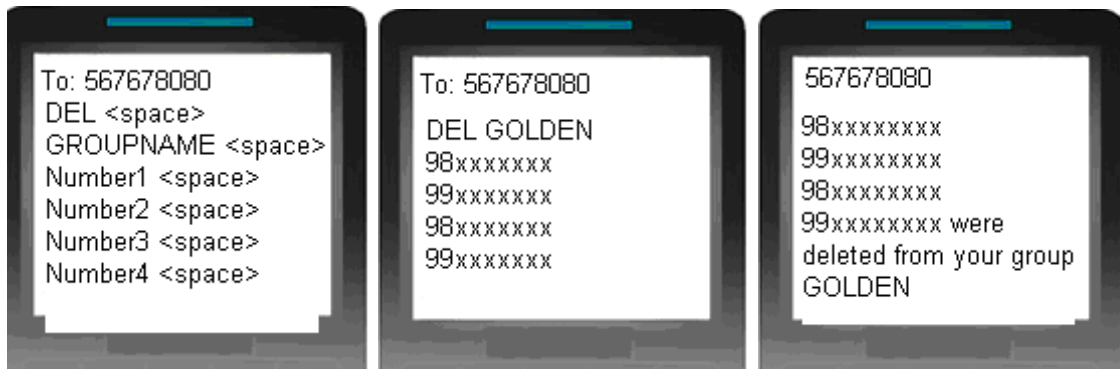 To: 567678080
DEL <space>
GROUPNAME <space>
Number1 <space>
Number2 <space>
Number3 <space>
Number4 <space>
To: 567678080
DEL GOLDEN
98xxxxxxx
99xxxxxxx
98xxxxxxx
99xxxxxxx
567678080
98xxxxxxxx
99xxxxxxxx
98xxxxxxxx
99xxxxxxxx were
deleted from your group
GOLDEN